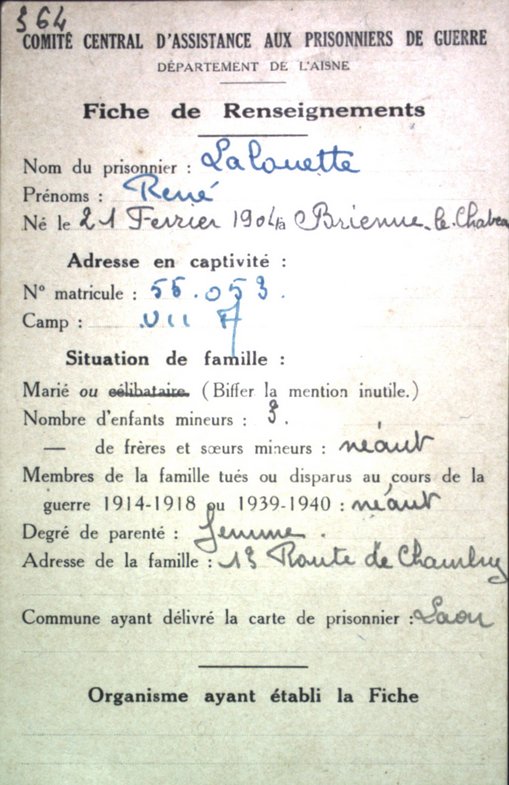 364
COMITÉ CENTRAL D'ASSISTANCE AUX PRISONNIERS DE GUERRE
DÉPARTEMENT DE L'AISNE
Fiche de Renseignements
Nom du prisonnier : Lalouette
Prénoms : René
Né le 21 Fevrier 1904 à Brienne-le-Chateau
Adresse en captivité :
N° matricule : 55.053.
Camp : VII A
Situation de famille :
Marié ou célibataire. (Biffer la mention inutile.)
Nombre d'enfants mineurs : 3.
— de frères et sœurs mineurs : néant
Membres de la famille tués ou disparus au cours de la
guerre 1914-1918 ou 1939-1940 : néant
Degré de parenté : femme.
Adresse de la famille : 13 Route de Chambry
Commune ayant délivré la carte de prisonnier : Laon
Organisme ayant établi la Fiche